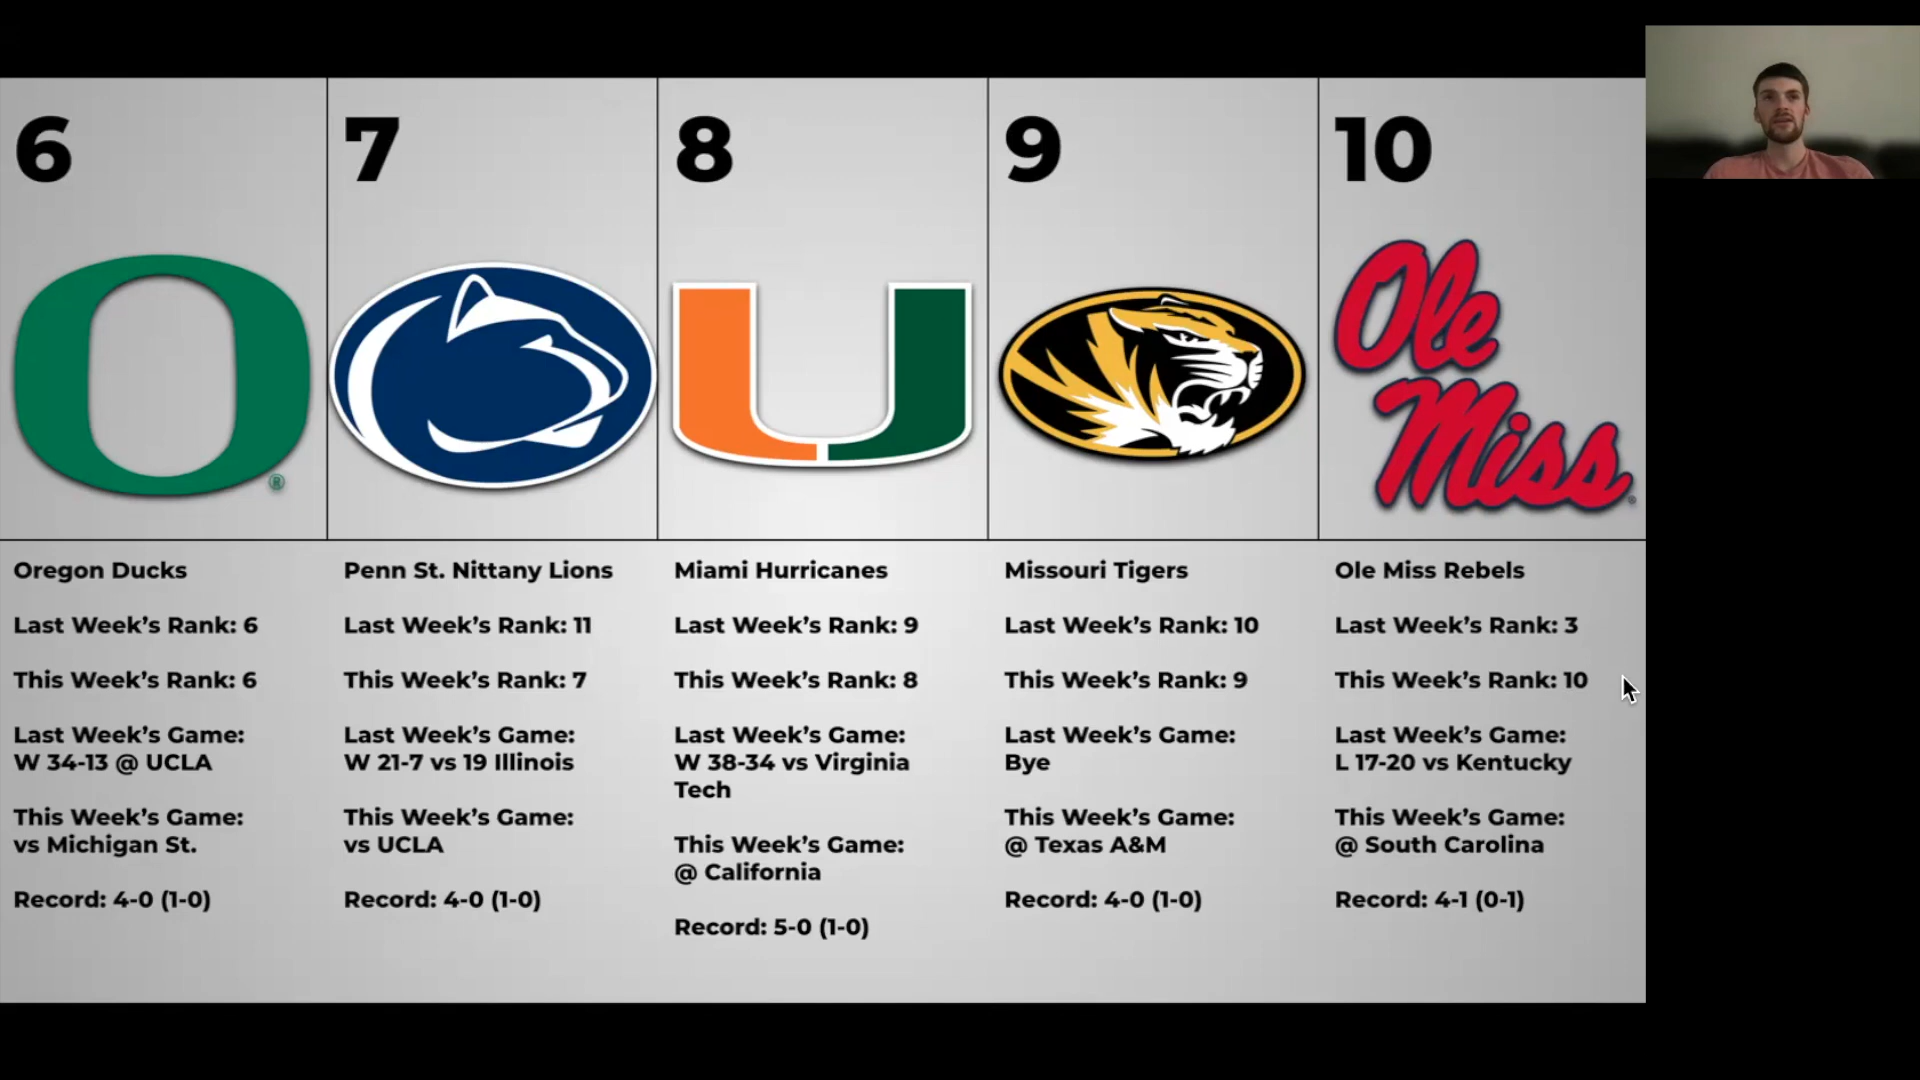 6
7
8
9
10
®
Ole
Miss
Oregon Ducks
Last Week's Rank: 6
This Week's Rank: 6
Last Week's Game:
W 34-13 @ UCLA
This Week's Game:
vs Michigan St.
Record: 4-0 (1-0)
Penn St. Nittany Lions
Last Week's Rank: 11
This Week's Rank: 7
Last Week's Game:
W 21-7 vs 19 Illinois
This Week's Game:
vs UCLA
Record: 4-0 (1-0)
Miami Hurricanes
Last Week's Rank: 9
This Week's Rank: 8
Last Week's Game:
W 38-34 vs Virginia
Tech
This Week's Game:
@ California
Record: 5-0 (1-0)
Missouri Tigers
Last Week's Rank: 10
This Week's Rank: 9
Last Week's Game:
Bye
This Week's Game:
@ Texas A&M
Record: 4-0 (1-0)
Ole Miss Rebels
Last Week's Rank: 3
This Week's Rank: 10
Last Week's Game:
L 17-20 vs Kentucky
This Week's Game:
@ South Carolina
Record: 4-1 (0-1)